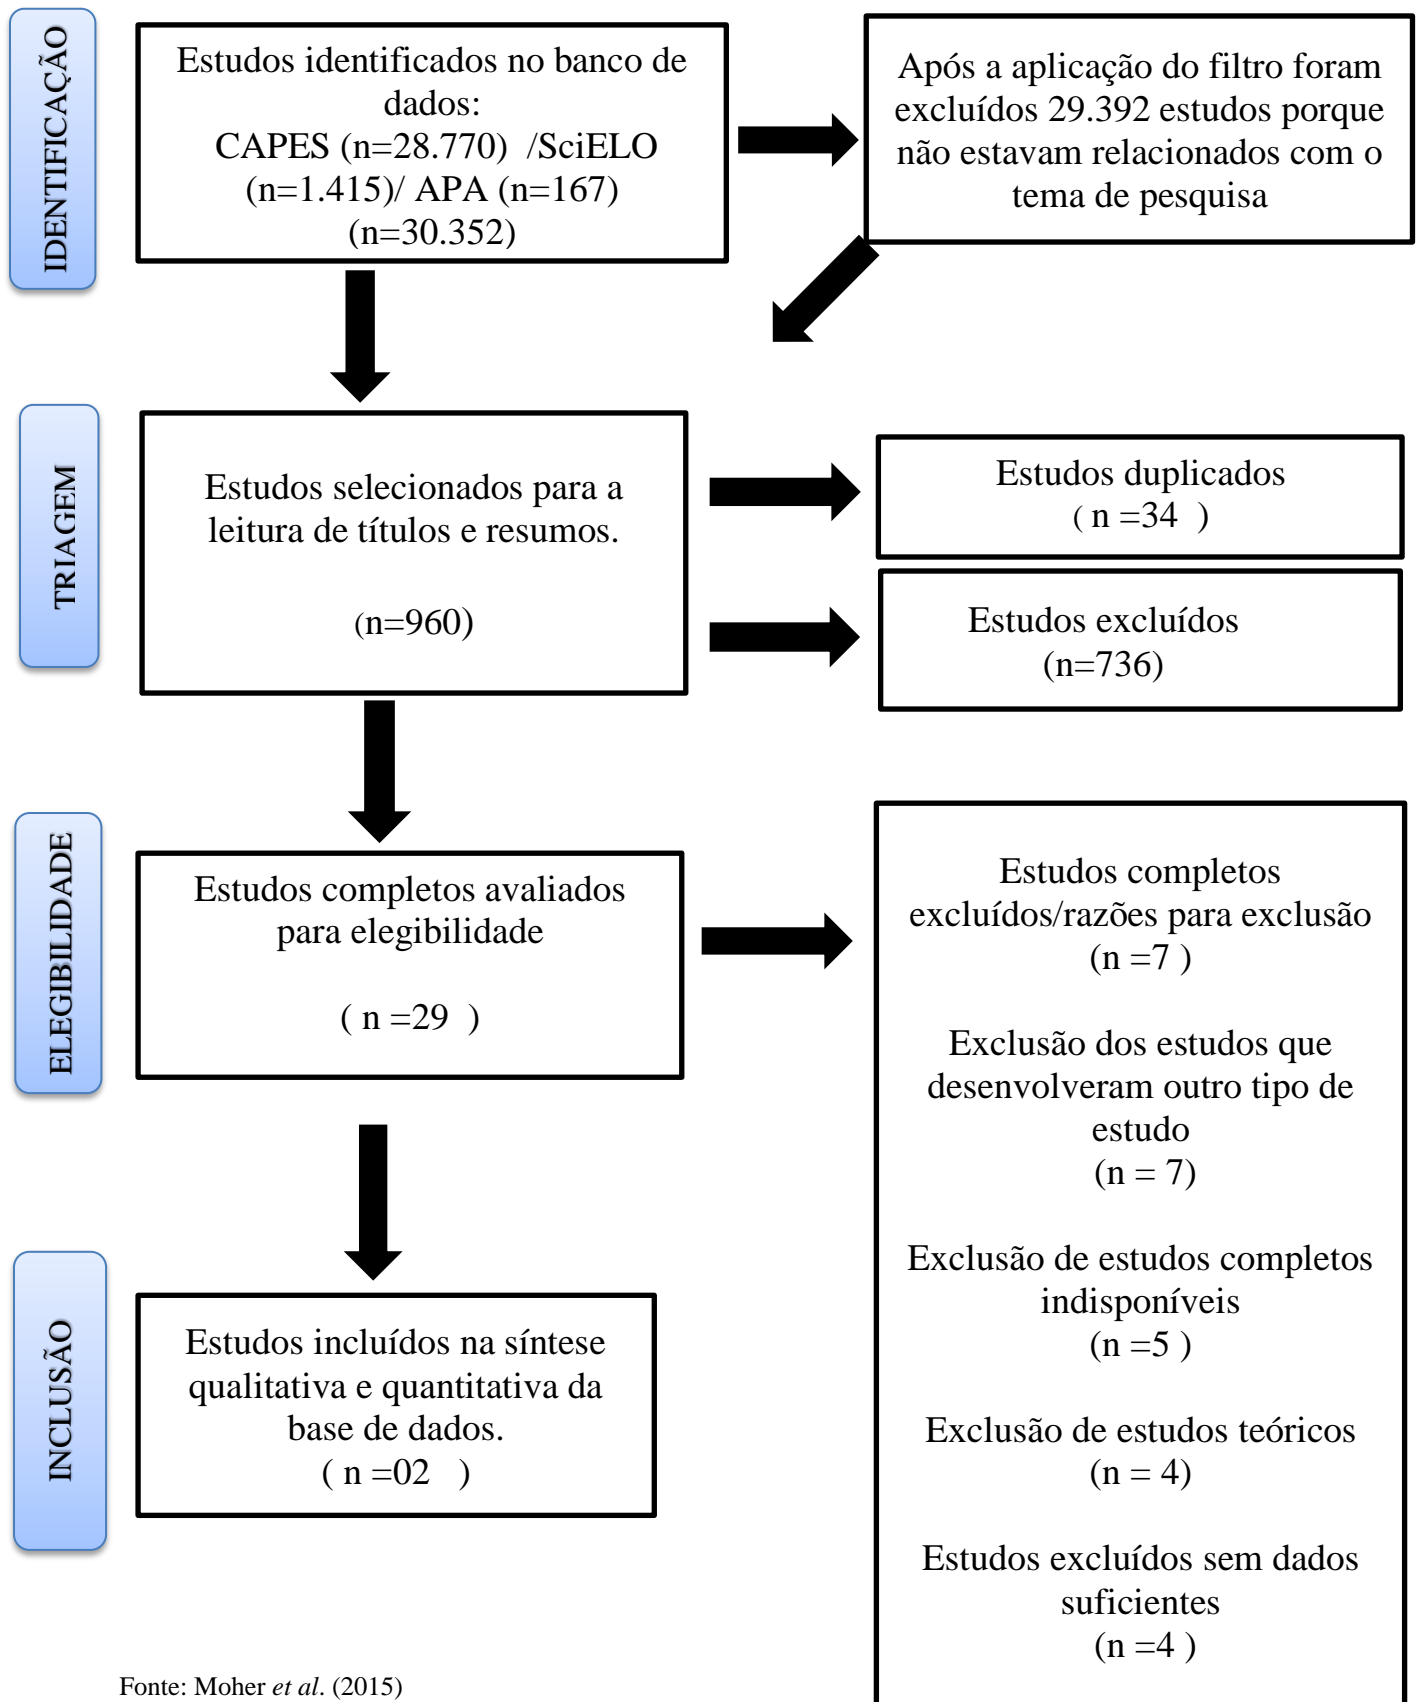 IDENTIFICAÇÃO
Estudos identificados no banco de
dados:
CAPES (n=28.770) /SciELO
(n=1.415)/ APA (n=167)
(n=30.352)
Após a aplicação do filtro foram
excluídos 29.392 estudos porque
não estavam relacionados com o
tema de pesquisa
TRIAGEM
Estudos selecionados para a
leitura de títulos e resumos.
(n=960)
Estudos duplicados
( n =34 )
Estudos excluídos
(n=736)
ELEGIBILIDADE
Estudos completos avaliados
para elegibilidade
( n =29 )
Estudos completos
excluídos/razões para exclusão
(n =7 )
Exclusão dos estudos que
desenvolveram outro tipo de
estudo
(n = 7)
Exclusão de estudos completos
indisponíveis
(n =5 )
Exclusão de estudos teóricos
(n = 4)
Estudos excluídos sem dados
suficientes
(n =4 )
INCLUSÃO
Estudos incluídos na síntese
qualitativa e quantitativa da
base de dados.
( n =02 )
Fonte: Moher et al. (2015)